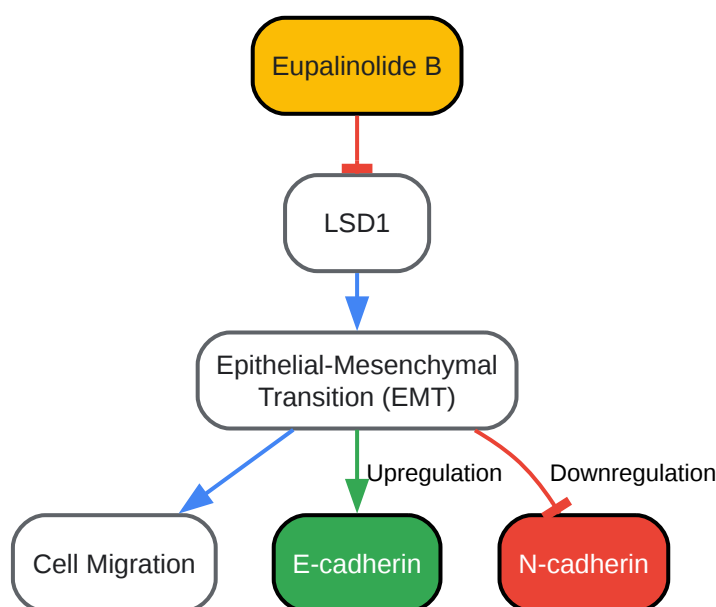 Eupalinolide B
LSD1
Epithelial-Mesenchymal
Transition (EMT)
Upregulation
Downregulation
Cell Migration
E-cadherin
N-cadherin